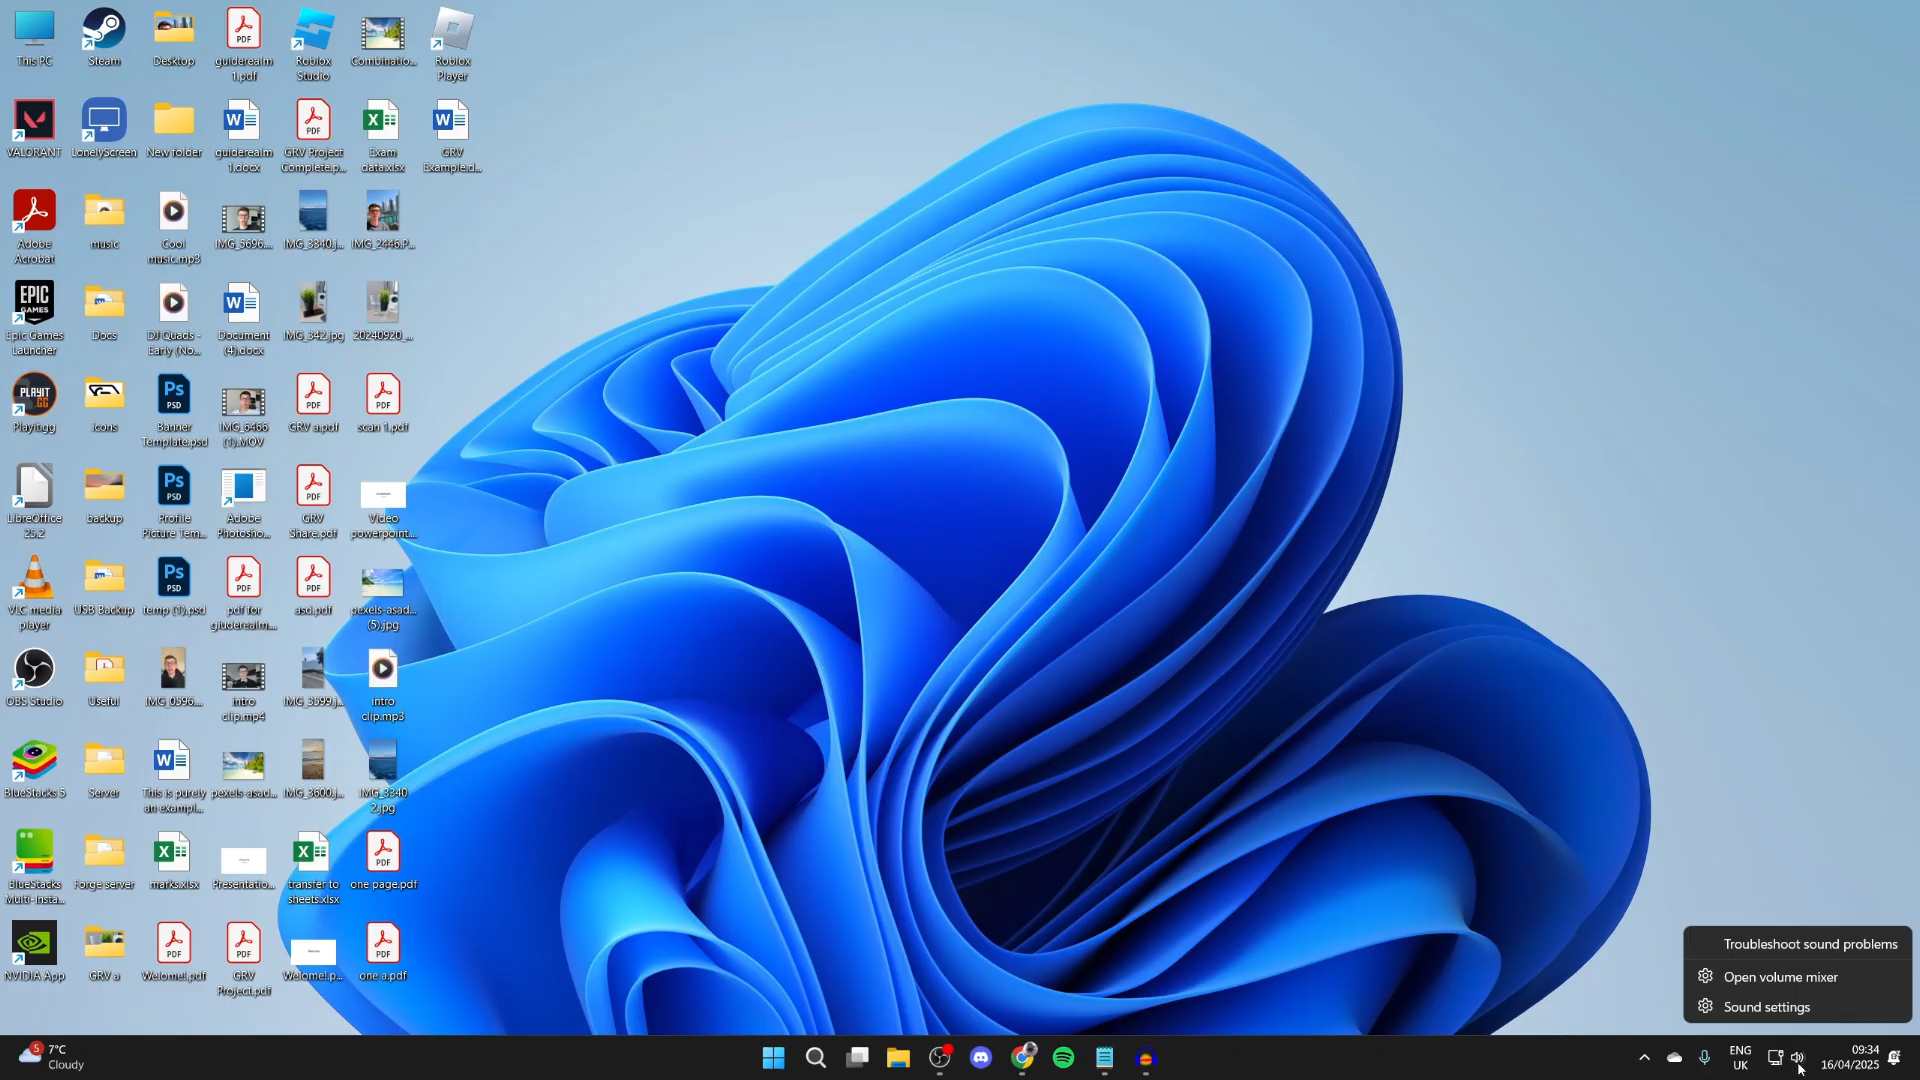 This PC
Steam
Desktop
guiderealm
1.pdf
Roblox
Studio
Combinatio...
Roblox
Player
VALORANT
LonelyScreen
New folder
guiderealm
1.docx
GRV Project
Complete.p...
Exam
data.xlsx
GRV
Example.d...
Adobe
Acrobat
music
Cool
music.mp3
IMG_3696....
IMG_3340.j...
IMG_2446.P...
EPIC
GAMES
Epic Games
Launcher
Docs
DJ Quads -
Early (No...
Document
(4).docx
IMG_342.jpg
20240920_...
PLAYIT
GG
Playit.gg
icons
Banner
Template.psd
IMG_6466
(1).MOV
GRV a.pdf
scan 1.pdf
LibreOffice
25.2
backup
Profile
Picture Tem...
Adobe
Photosho...
GRV
Share.pdf
Video
powerpoint...
VLC media
player
USB Backup
temp (1).psd
pdf for
giuderealm...
asd.pdf
pexels-asad...
(5).jpg
OBS Studio
Useful
IMG_0596....
intro
clip.mp4
IMG_3599.j...
intro
clip.mp3
BlueStacks 5
Server
This is purely
an exampl...
pexels-asad...
IMG_3600.j...
IMG_3340
2.jpg
BlueStacks
Multi-Insta...
Forge server
marks.xlsx
Presentatio...
transfer to
sheets.xlsx
one page.pdf
NVIDIA App
GRV a
Welome!.pdf
GRV
Project.pdf
Welome!.p...
one a.pdf
Troubleshoot sound problems
Open volume mixer
Sound settings
5
7°C
Cloudy
ENG
UK
09:34
16/04/2025